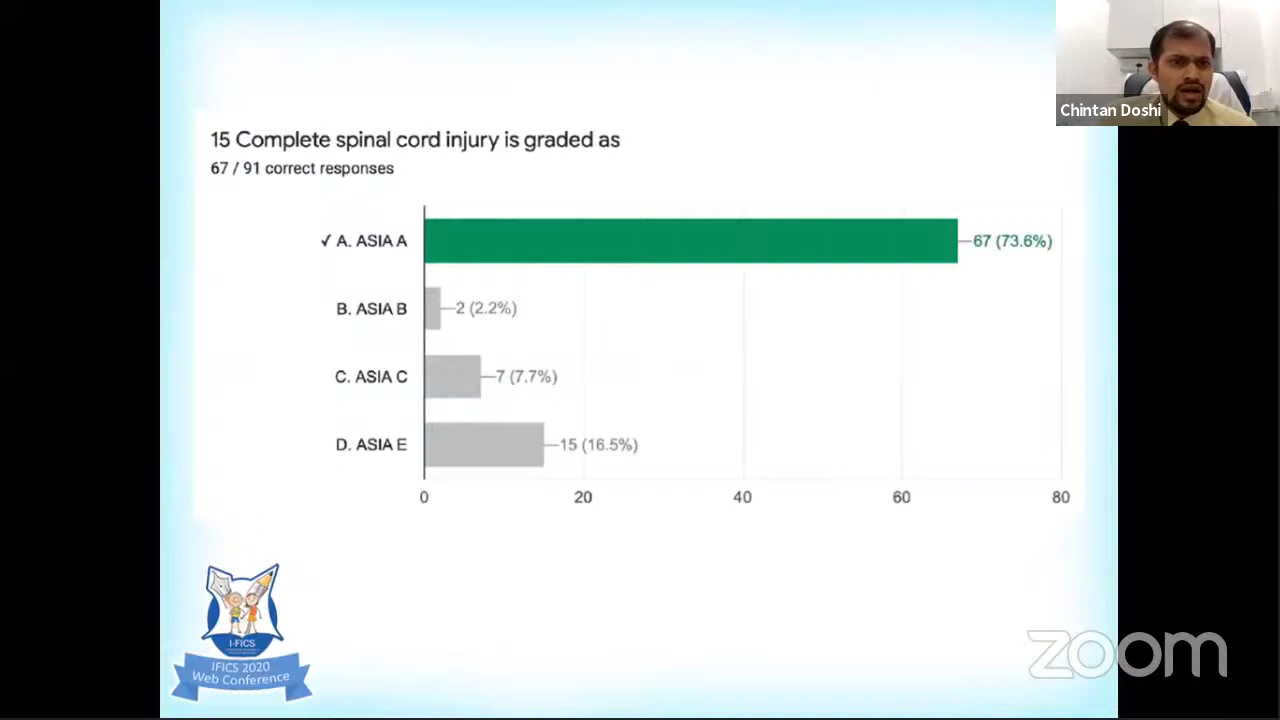 Chintan Doshi
15 Complete spinal cord injury is graded as
67 / 91 correct responses
✓ A. ASIA A
67 (73.6%)
B. ASIA B
2 (2.2%)
C. ASIA C
7 (7.7%)
D. ASIA E
15 (16.5%)
0 20 40 60 80
I-FICS
IFICS 2020
Web Conference
zoom